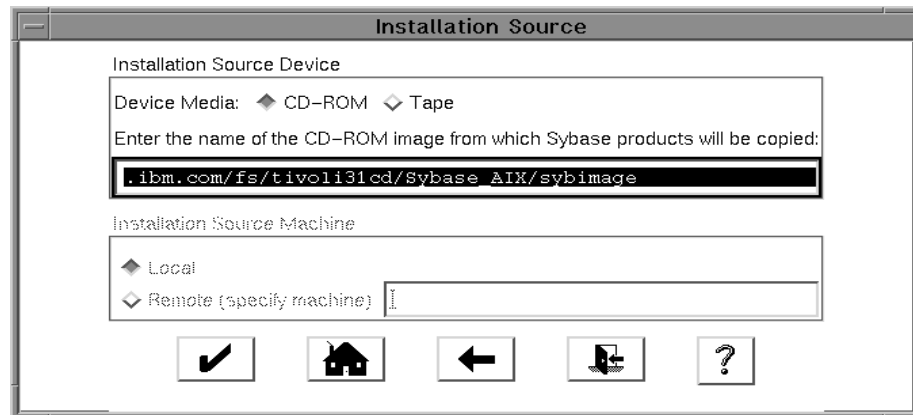 Installation Source
Installation Source Device
Device Media: CD-ROM Tape
Enter the name of the CD-ROM image from which Sybase products will be copied:
.ibm.com/fs/tivoli31cd/Sybase_AIX/sybimage
Installation Source Machine
Local
Remote (specify machine)
?